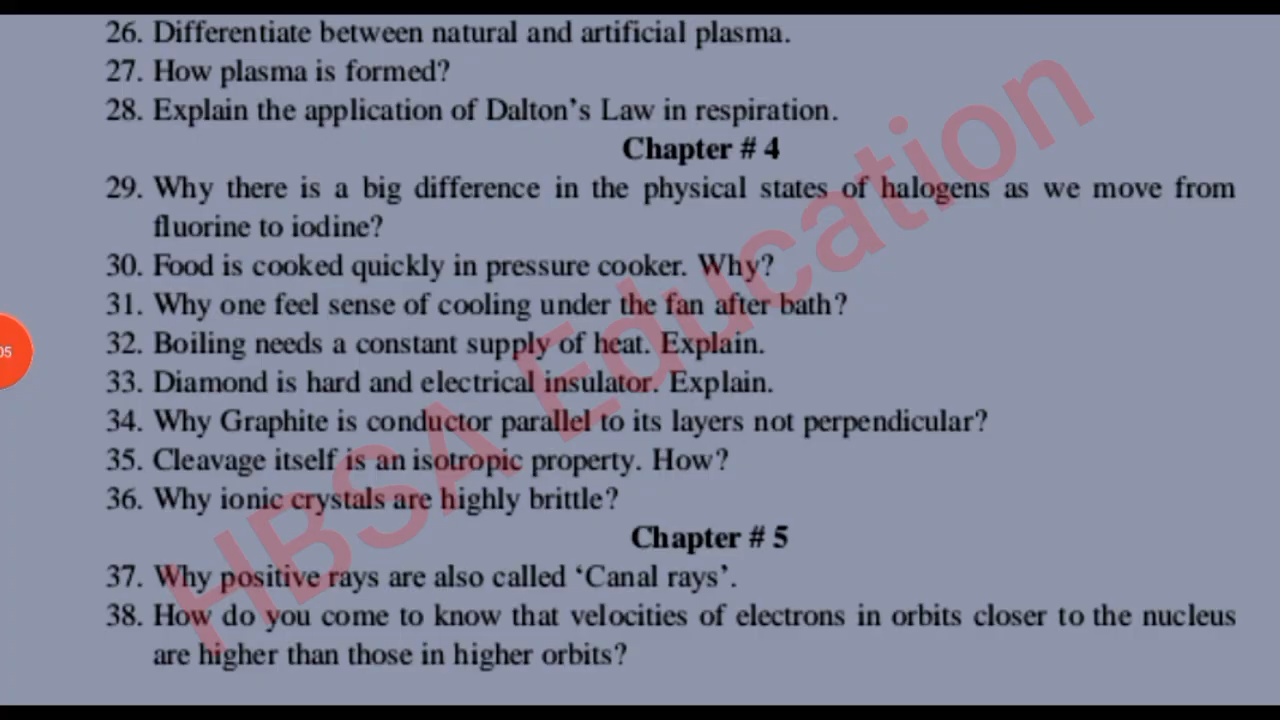 26. Differentiate between natural and artificial plasma.
27. How plasma is formed?
28. Explain the application of Dalton's Law in respiration.
Chapter # 4
29. Why there is a big difference in the physical states of halogens as we move from
fluorine to iodine?
30. Food is cooked quickly in pressure cooker. Why?
31. Why one feel sense of cooling under the fan after bath?
32. Boiling needs a constant supply of heat. Explain.
05
33. Diamond is hard and electrical insulator. Explain.
34. Why Graphite is conductor parallel to its layers not perpendicular?
35. Cleavage itself is an isotropic property. How?
36. Why ionic crystals are highly brittle?
Chapter # 5
37. Why positive rays are also called ‘Canal rays’.
38. How do you come to know that velocities of electrons in orbits closer to the nucleus
are higher than those in higher orbits?
HBSA Education